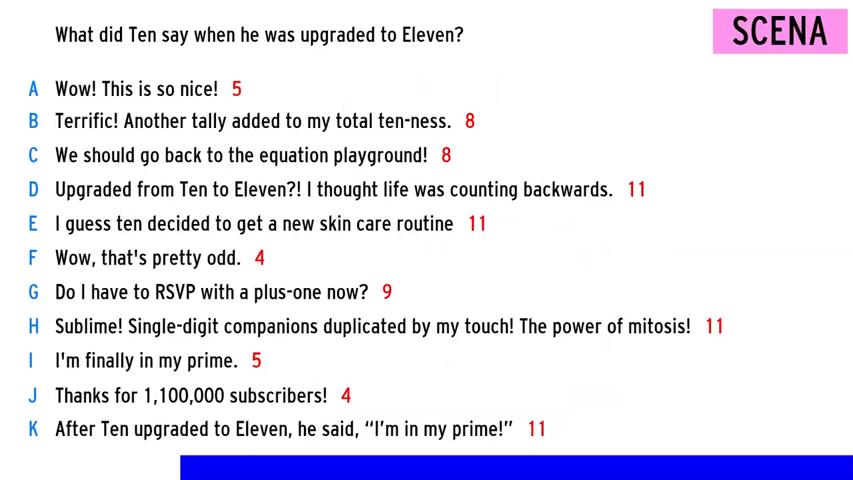 What did Ten say when he was upgraded to Eleven?
SCENA
A Wow! This is so nice! 5
B Terrific! Another tally added to my total ten-ness. 8
C We should go back to the equation playground! 8
D Upgraded from Ten to Eleven?! I thought life was counting backwards. 11
E I guess ten decided to get a new skin care routine 11
F Wow, that's pretty odd. 4
G Do I have to RSVP with a plus-one now? 9
H Sublime! Single-digit companions duplicated by my touch! The power of mitosis! 11
I I'm finally in my prime. 5
J Thanks for 1,100,000 subscribers! 4
K After Ten upgraded to Eleven, he said, “I’m in my prime!” 11